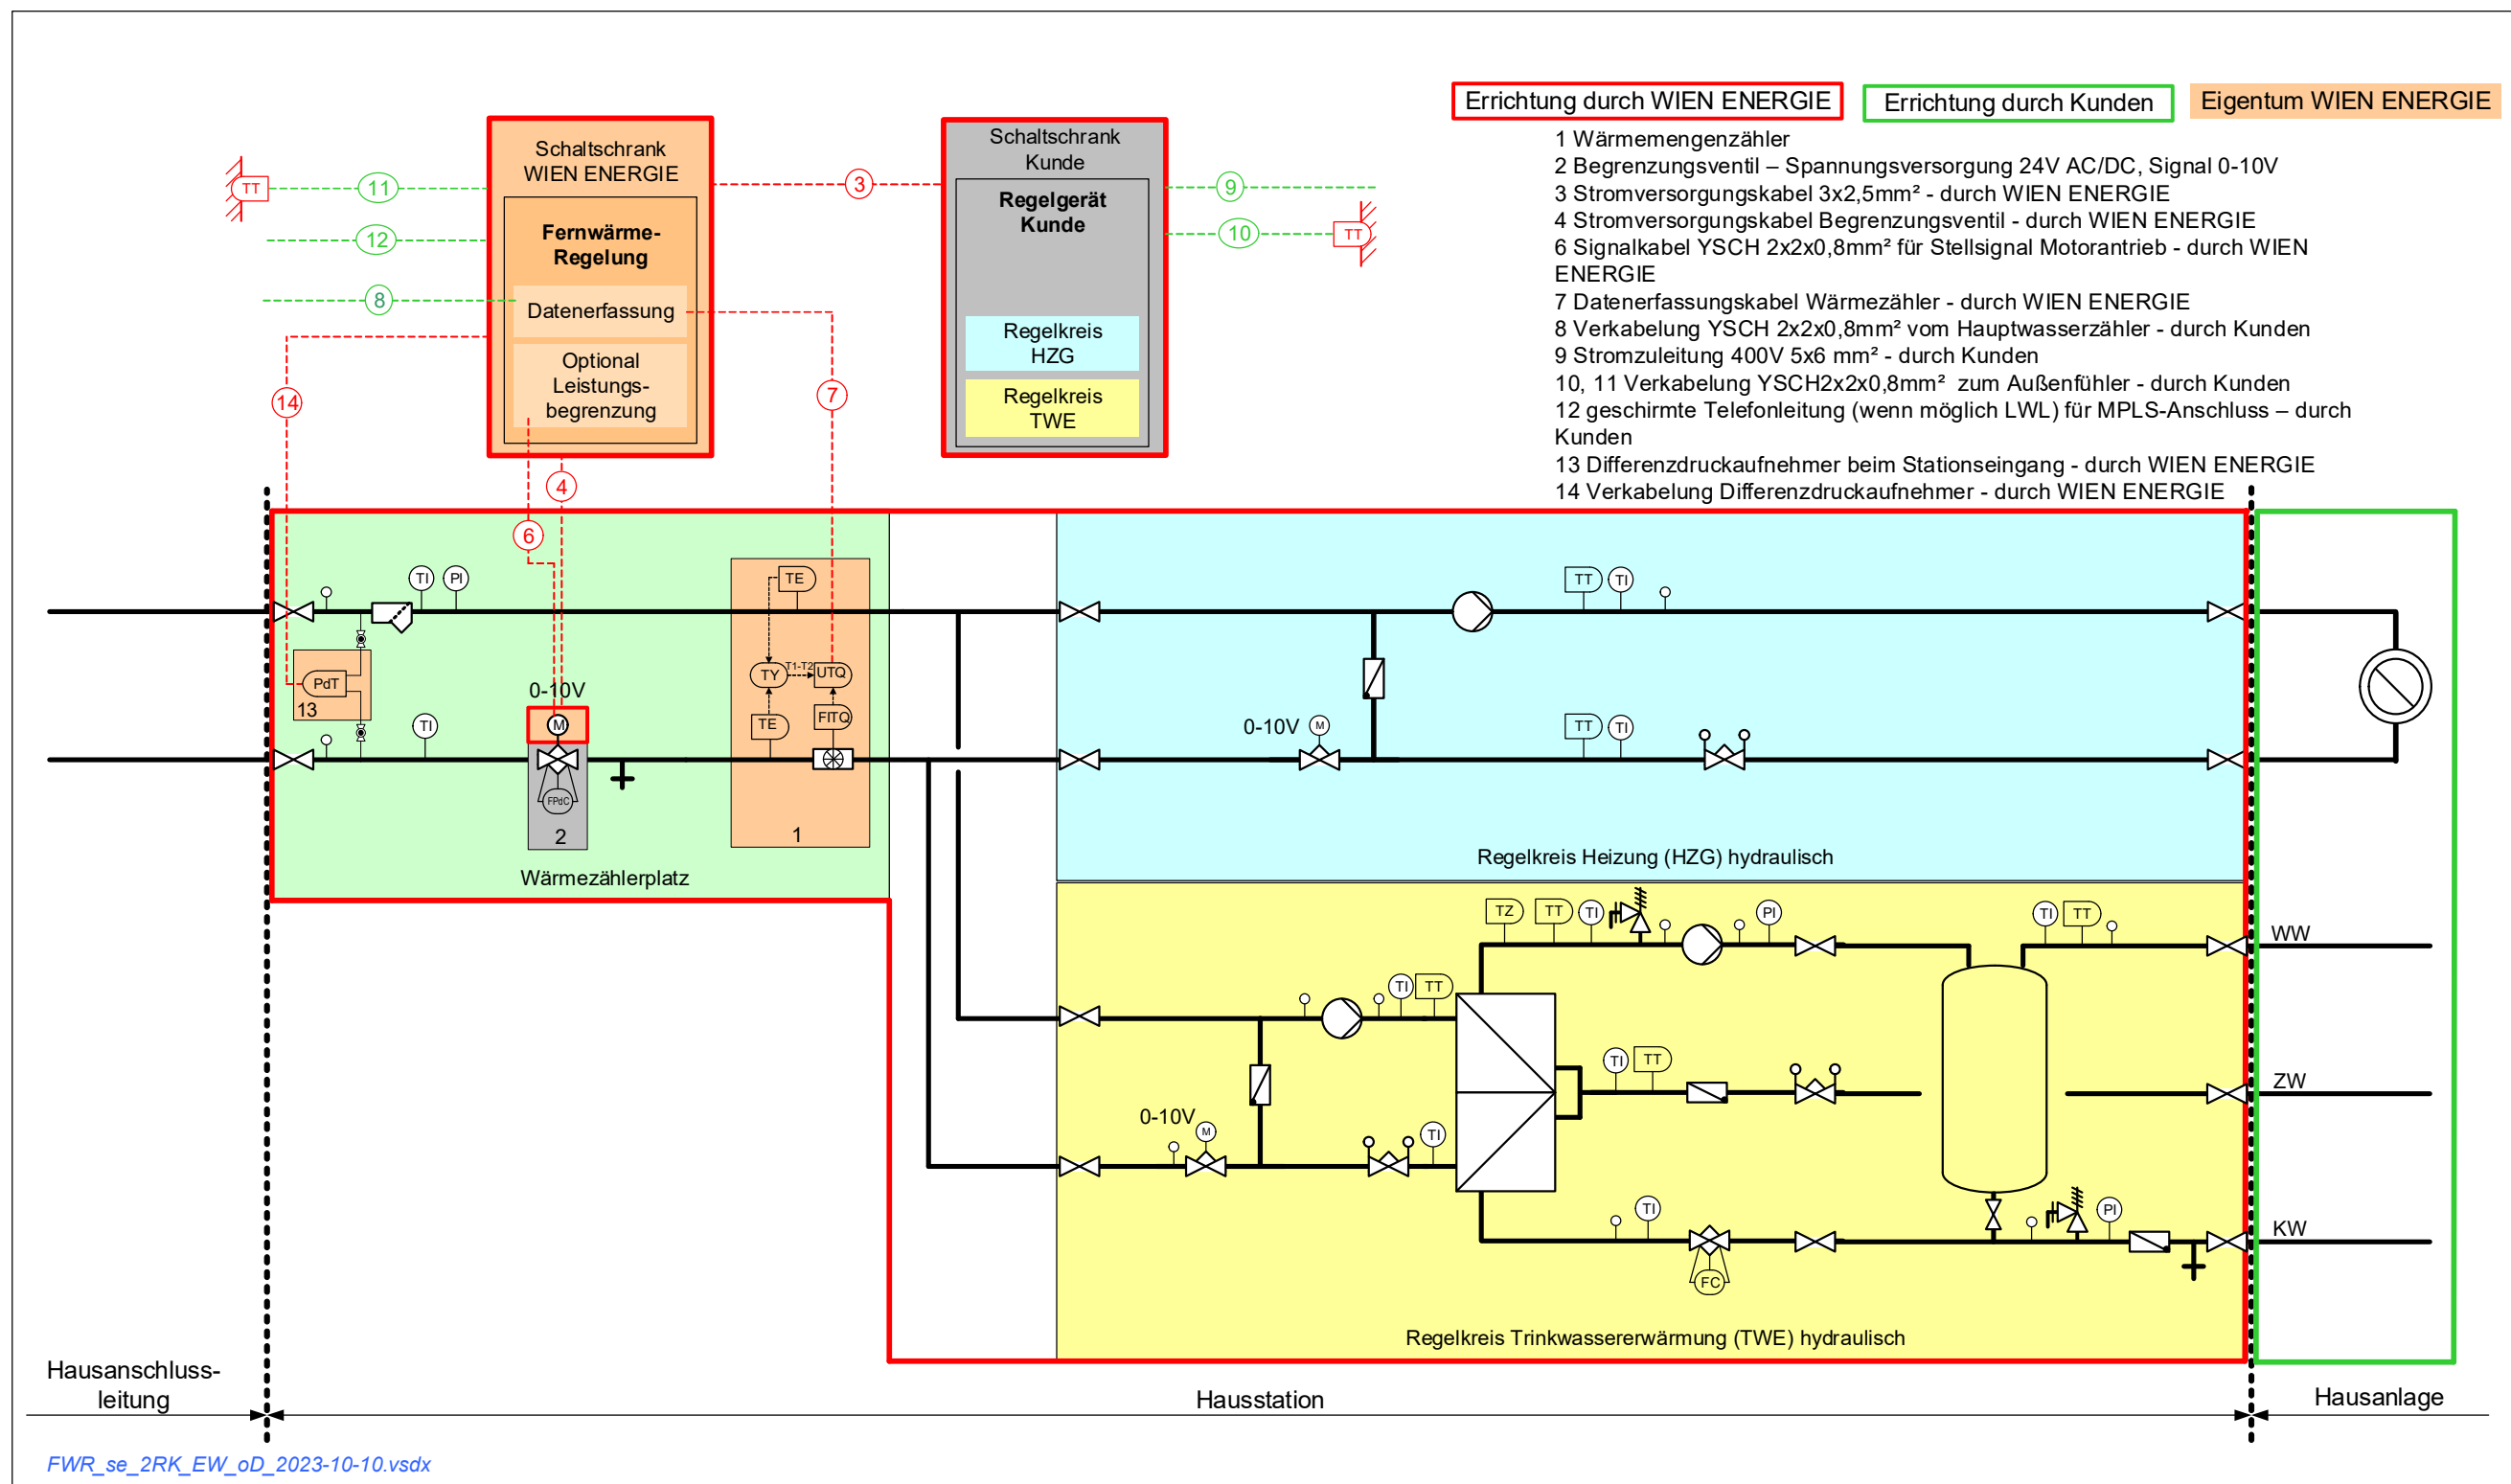 Errichtung durch WIEN ENERGIE
Errichtung durch Kunden
Eigentum WIEN ENERGIE
1 Wärmemengenzähler
2 Begrenzungsventil – Spannungsversorgung 24V AC/DC, Signal 0-10V
3 Stromversorgungskabel 3x2,5mm² - durch WIEN ENERGIE
4 Stromversorgungskabel Begrenzungsventil - durch WIEN ENERGIE
6 Signalkabel YSCH 2x2x0,8mm² für Stellsignal Motorantrieb - durch WIEN
ENERGIE
7 Datenerfassungskabel Wärmezähler - durch WIEN ENERGIE
8 Verkabelung YSCH 2x2x0,8mm² vom Hauptwasserzähler - durch Kunden
9 Stromzuleitung 400V 5x6 mm² - durch Kunden
10, 11 Verkabelung YSCH2x2x0,8mm² zum Außenfühler - durch Kunden
12 geschirmte Telefonleitung (wenn möglich LWL) für MPLS-Anschluss – durch
Kunden
13 Differenzdruckaufnehmer beim Stationseingang - durch WIEN ENERGIE
14 Verkabelung Differenzdruckaufnehmer - durch WIEN ENERGIE
Schaltschrank
WIEN ENERGIE
Fernwärme-
Regelung
Datenerfassung
Optional
Leistungs-
begrenzung
Schaltschrank
Kunde
Regelgerät
Kunde
Regelkreis
HZG
Regelkreis
TWE
TT
11
12
8
14
3
9
10
TT
7
4
6
TI
PI
TE
TY
T1-T2
UTQ
PdT
13
0-10V
M
TI
TE
FITQ
FPdC
2
1
Wärmezählerplatz
TT
TI
0-10V
M
TT
TI
Regelkreis Heizung (HZG) hydraulisch
TZ
TT
TI
PI
TI
TT
WW
TI
TT
TI
TT
ZW
0-10V
M
TI
TI
PI
KW
FC
Regelkreis Trinkwassererwärmung (TWE) hydraulisch
Hausanschluss-
leitung
Hausstation
Hausanlage
FWR_se_2RK_EW_oD_2023-10-10.vsdx